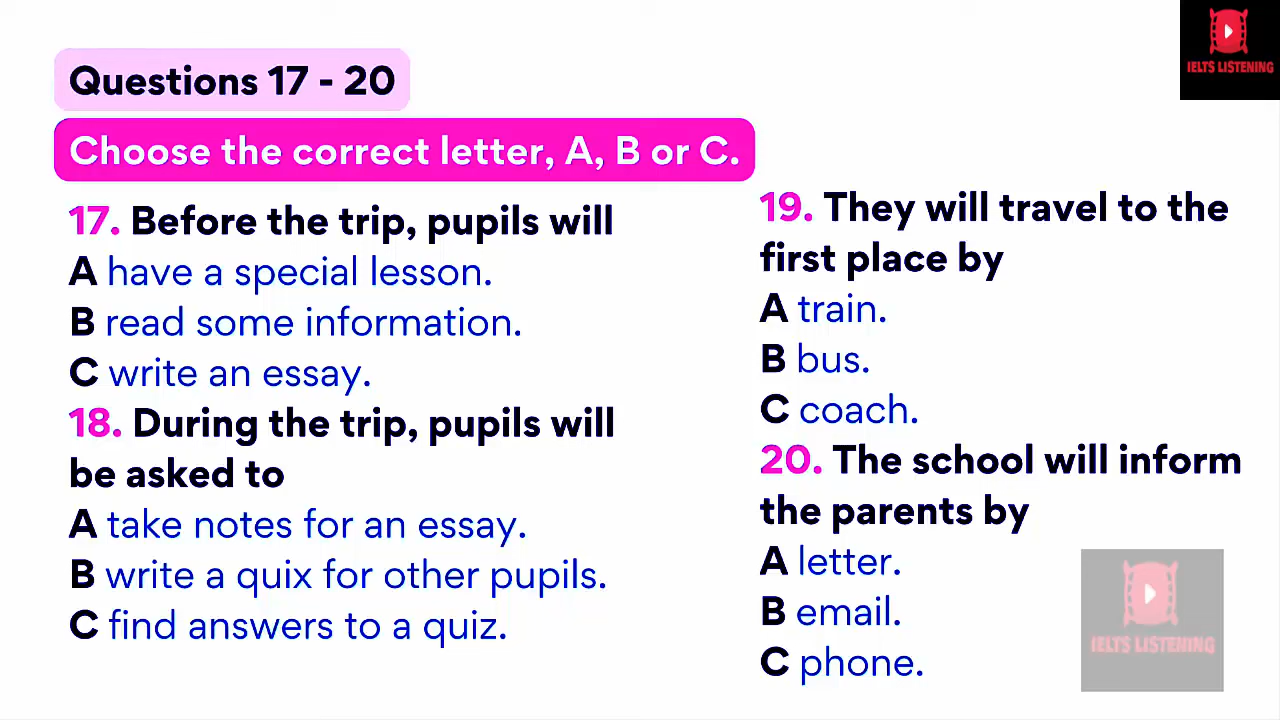 IELTS LISTENING
Questions 17 - 20
Choose the correct letter, A, B or C.
17. Before the trip, pupils will
A have a special lesson.
B read some information.
C write an essay.
18. During the trip, pupils will
be asked to
A take notes for an essay.
B write a quix for other pupils.
C find answers to a quiz.
19. They will travel to the
first place by
A train.
B bus.
C coach.
20. The school will inform
the parents by
A letter.
B email.
C phone.
IELTS LISTENING